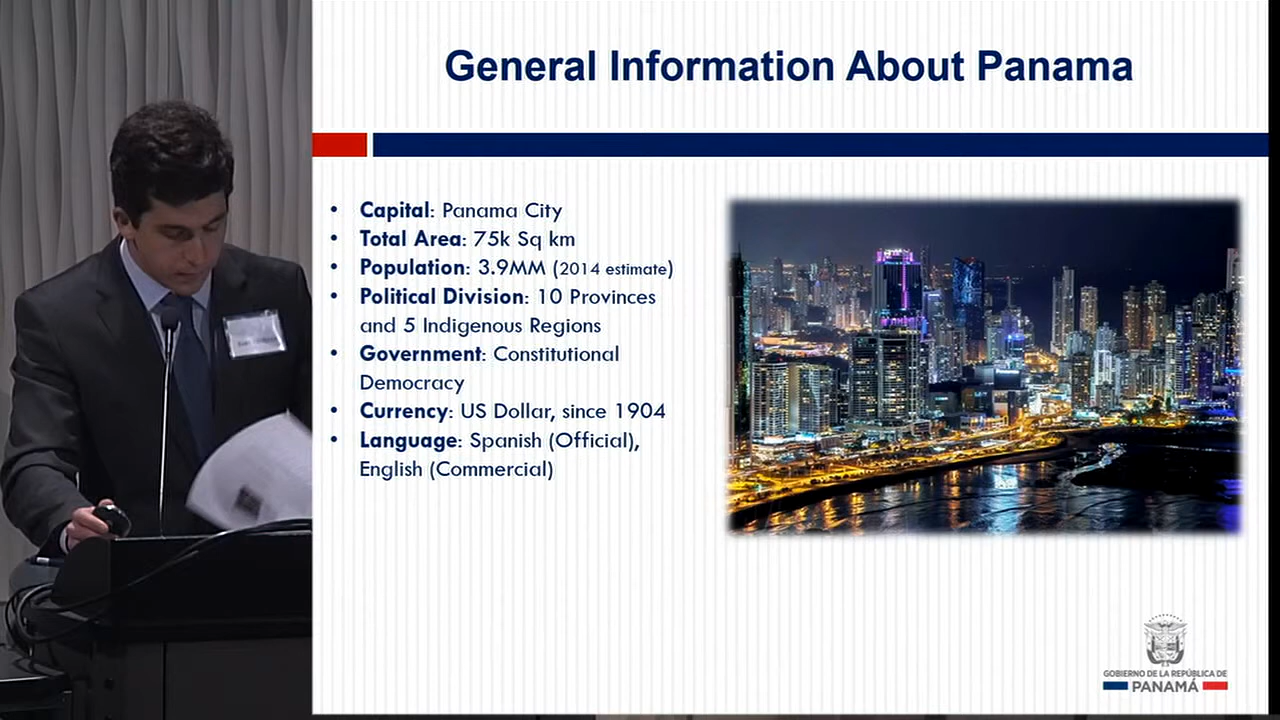 General Information About Panama
• Capital: Panama City
• Total Area: 75k Sq km
• Population: 3.9MM (2014 estimate)
• Political Division: 10 Provinces
and 5 Indigenous Regions
• Government: Constitutional
Democracy
• Currency: US Dollar, since 1904
• Language: Spanish (Official),
English (Commercial)
GOBIERNO DE LA REPÚBLICA DE
PANAMÁ